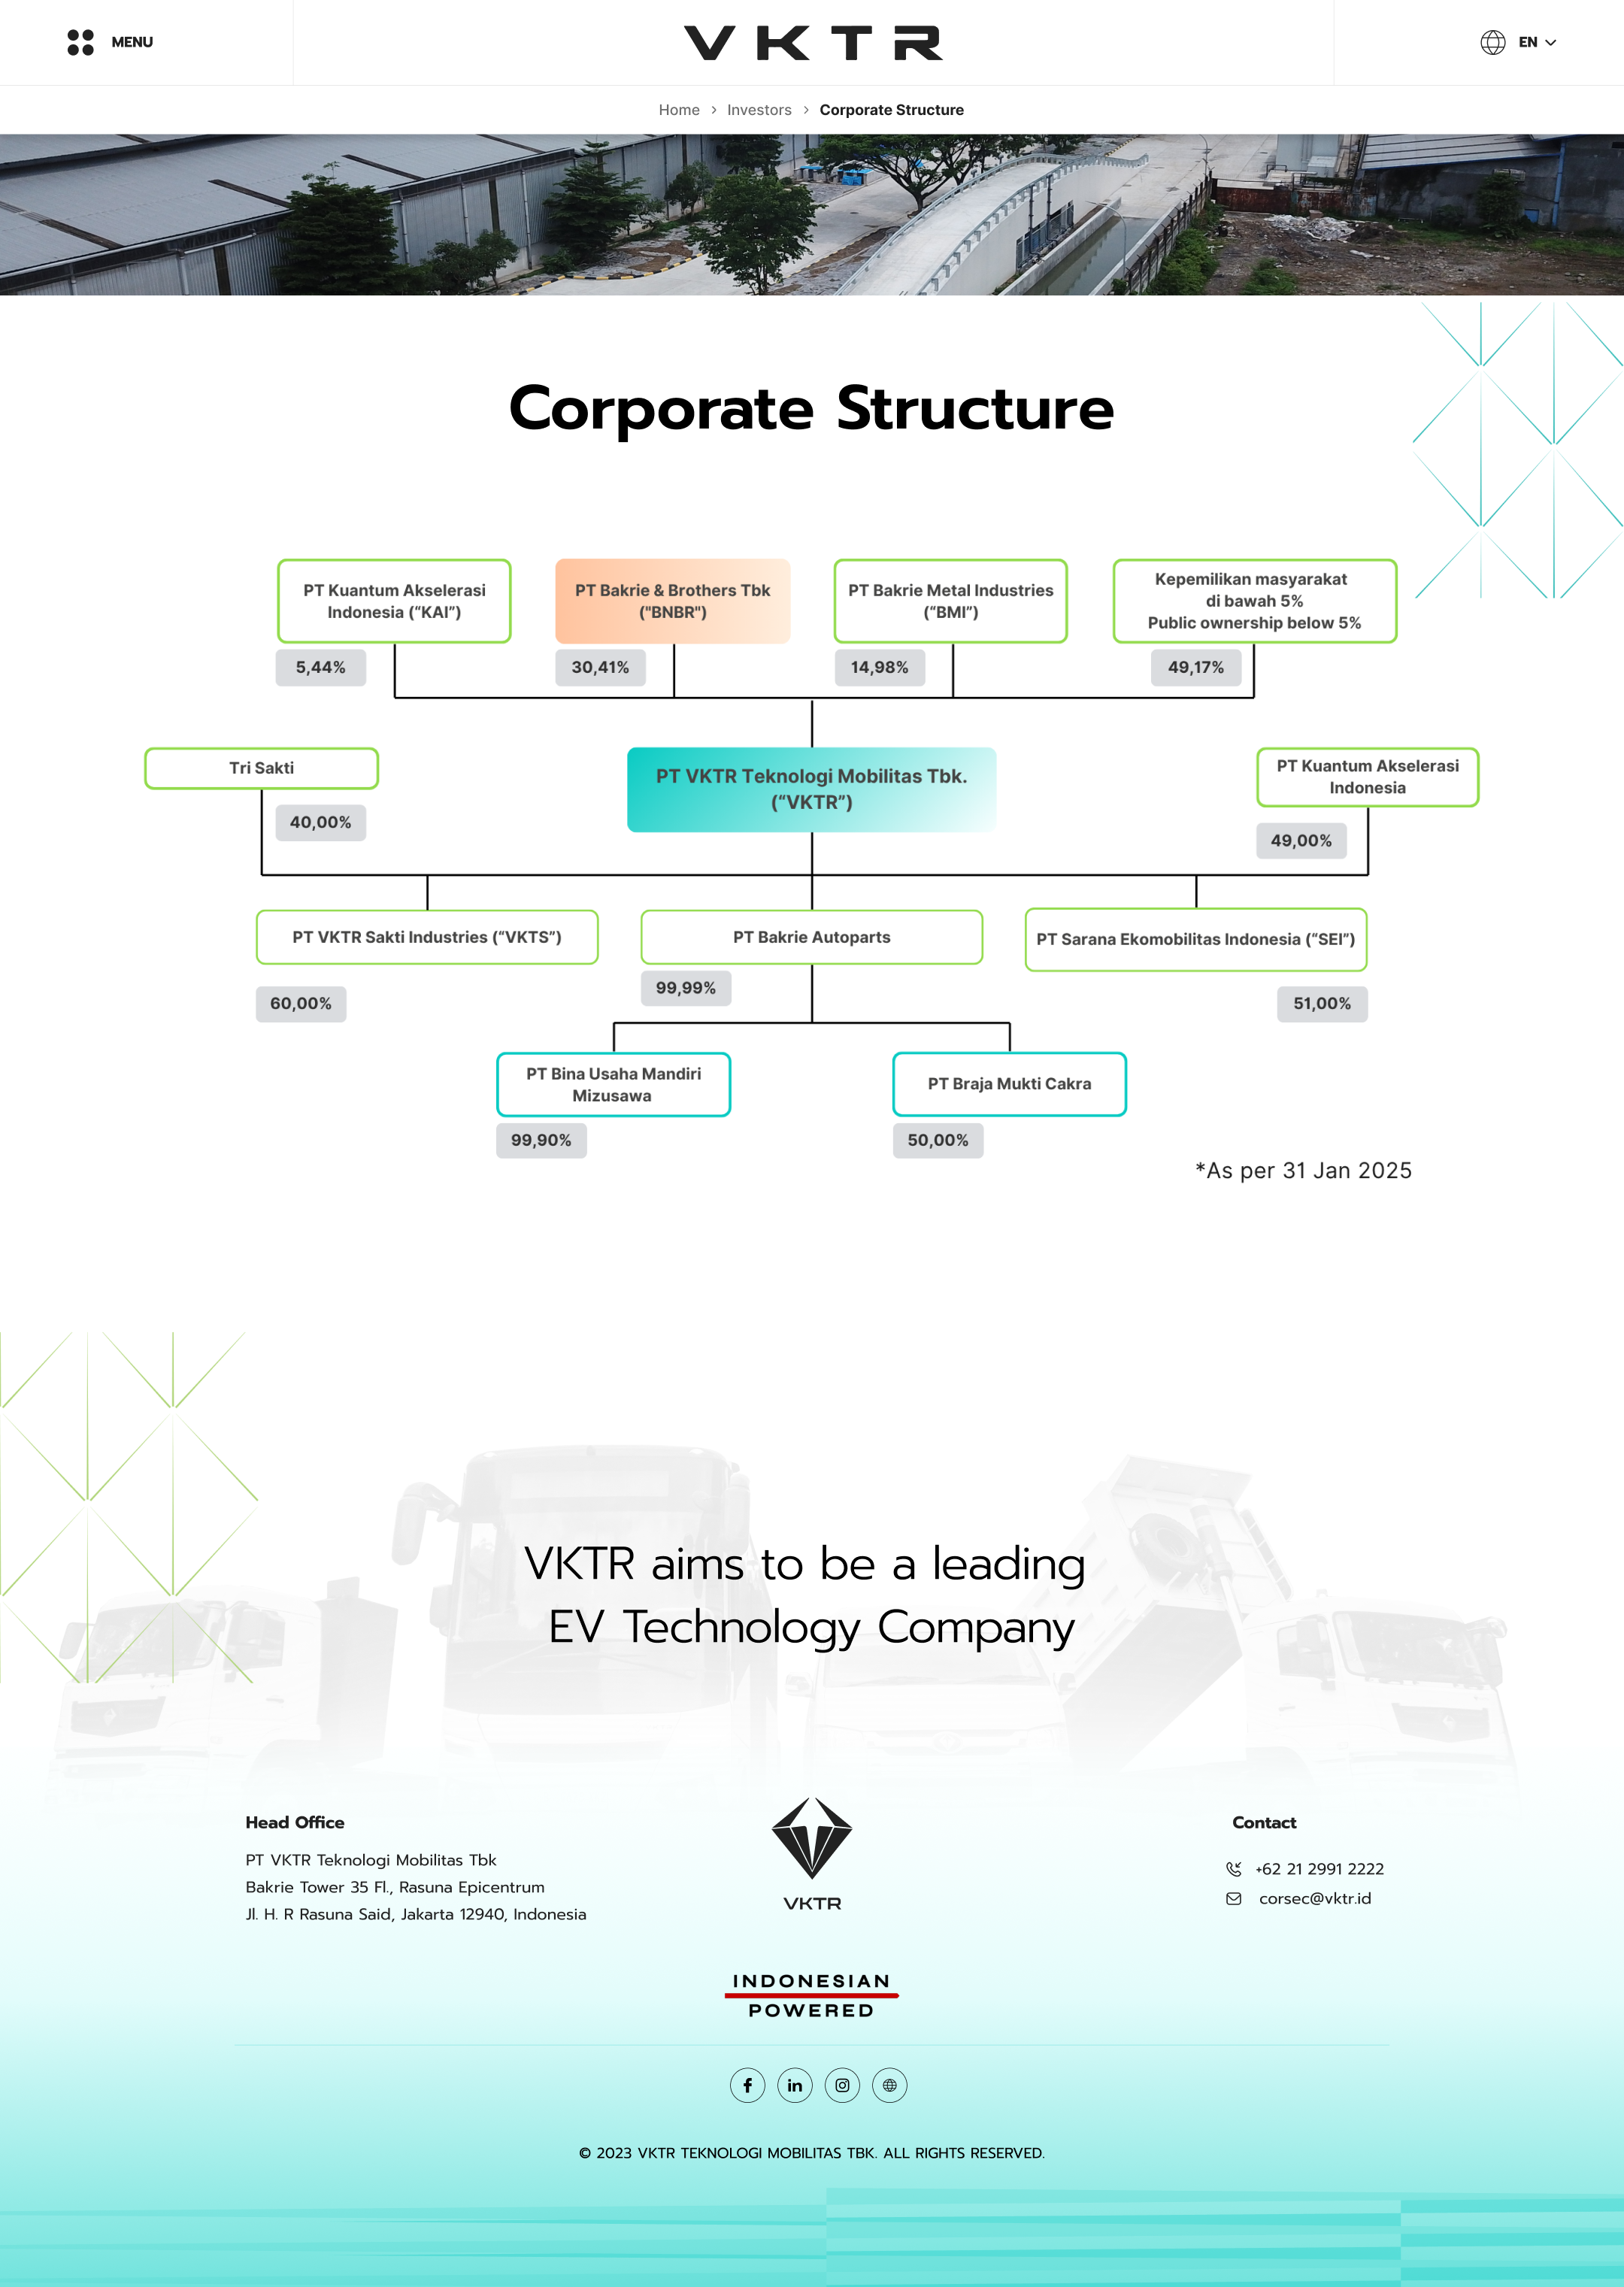 MENU
VKTR
EN
Home > Investors > Corporate Structure
Corporate Structure
PT Kuantum Akselerasi
Indonesia (“KAI”)
5,44%
PT Bakrie & Brothers Tbk
("BNBR")
30,41%
PT Bakrie Metal Industries
(“BMI”)
14,98%
Kepemilikan masyarakat
di bawah 5%
Public ownership below 5%
49,17%
Tri Sakti
40,00%
PT VKTR Teknologi Mobilitas Tbk.
(“VKTR”)
PT Kuantum Akselerasi
Indonesia
49,00%
PT VKTR Sakti Industries (“VKTS”)
60,00%
PT Bakrie Autoparts
99,99%
PT Sarana Ekomobilitas Indonesia (“SEI”)
51,00%
PT Bina Usaha Mandiri
Mizusawa
99,90%
PT Braja Mukti Cakra
50,00%
*As per 31 Jan 2025
VKTR aims to be a leading
EV Technology Company
Head Office
PT VKTR Teknologi Mobilitas Tbk
Bakrie Tower 35 Fl., Rasuna Epicentrum
Jl. H. R Rasuna Said, Jakarta 12940, Indonesia
VKTR
Contact
+62 21 2991 2222
corsec@vktr.id
INDONESIAN
POWERED
© 2023 VKTR TEKNOLOGI MOBILITAS TBK. ALL RIGHTS RESERVED.